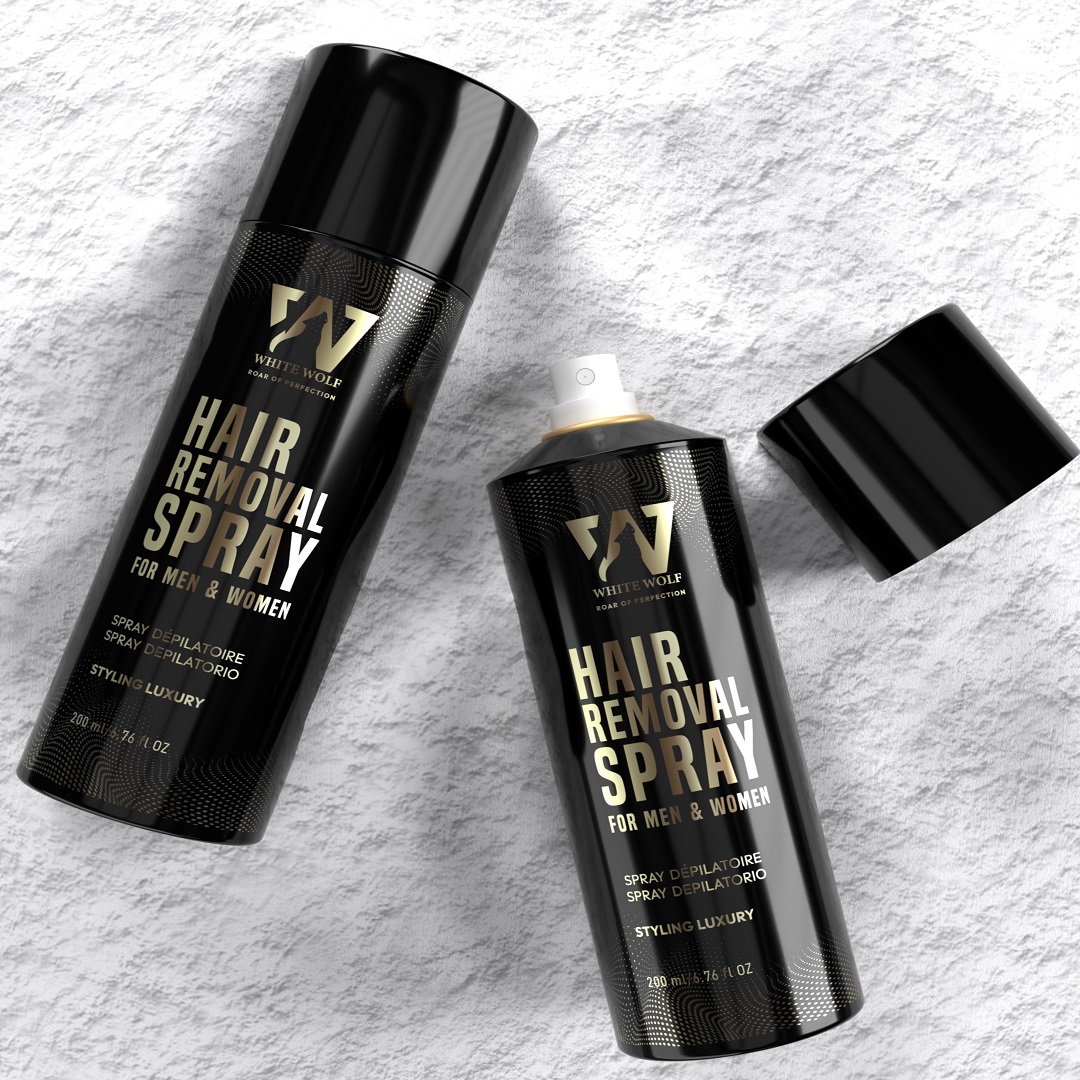 WHITE WOLF
ROAR OF PERFECTION
HAIR
REMOVAL
SPRAY
FOR MEN & WOMEN
SPRAY DÉPILATOIRE
SPRAY DEPILATORIO
STYLING LUXURY
200 ml/6.76 fl OZ
WHITE WOLF
ROAR OF PERFECTION
HAIR
REMOVAL
SPRAY
FOR MEN & WOMEN
SPRAY DÉPILATOIRE
SPRAY DEPILATORIO
STYLING LUXURY
200 ml/6.76 fl OZ